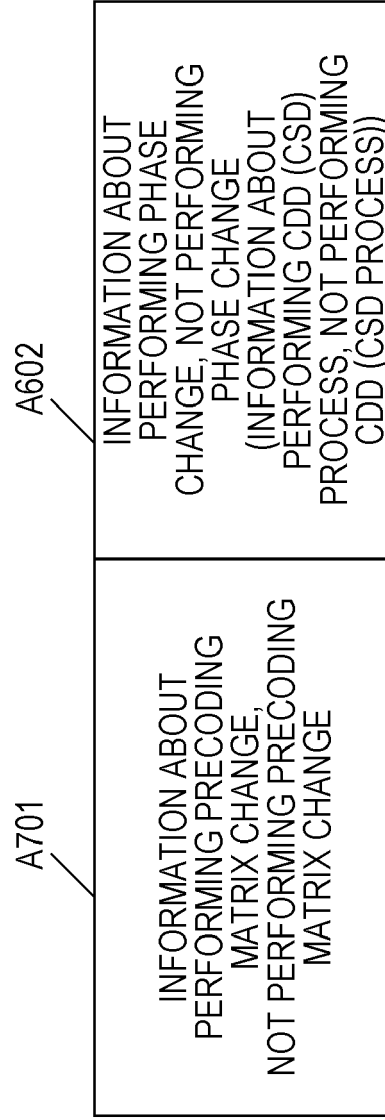 A701
INFORMATION ABOUT
PERFORMING PRECODING
MATRIX CHANGE,
NOT PERFORMING PRECODING
MATRIX CHANGE
A602
INFORMATION ABOUT
PERFORMING PHASE
CHANGE, NOT PERFORMING
PHASE CHANGE
(INFORMATION ABOUT
PERFORMING CDD (CSD)
PROCESS, NOT PERFORMING
CDD (CSD PROCESS))